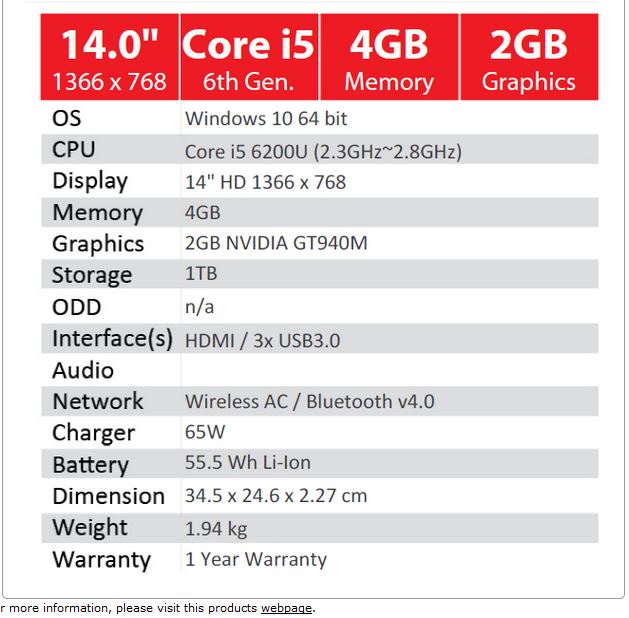 14.0" Core i5 4GB 2GB
1366 x 768 6th Gen. Memory Graphics
OS Windows 10 64 bit
CPU Core i5 6200U (2.3GHz~2.8GHz)
Display 14" HD 1366 x 768
Memory 4GB
Graphics 2GB NVIDIA GT940M
Storage 1TB
ODD n/a
Interface(s) HDMI / 3x USB3.0
Audio
Network Wireless AC / Bluetooth v4.0
Charger 65W
Battery 55.5 Wh Li-Ion
Dimension 34.5 x 24.6 x 2.27 cm
Weight 1.94 kg
Warranty 1 Year Warranty
r more information, please visit this products webpage.